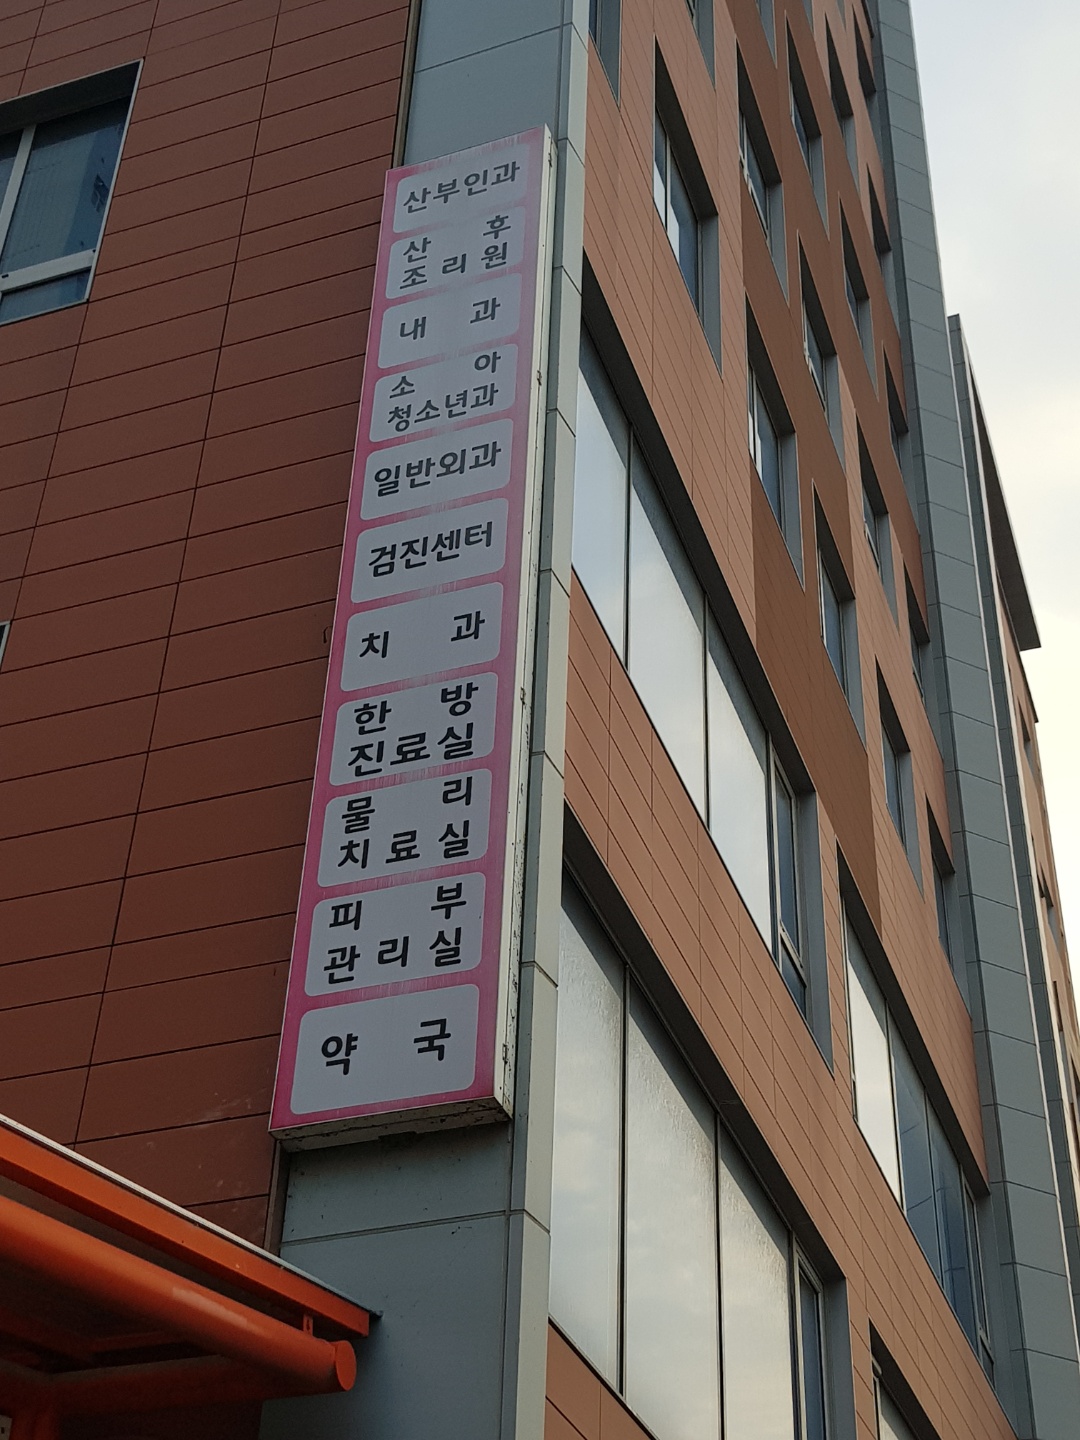 산부인과
산 후
조 리 원
내 과
소 아
청소년과
일반외과
검진센터
치 과
한 방
진료실
물 리
치 료 실
피 부
관 리 실
약 국